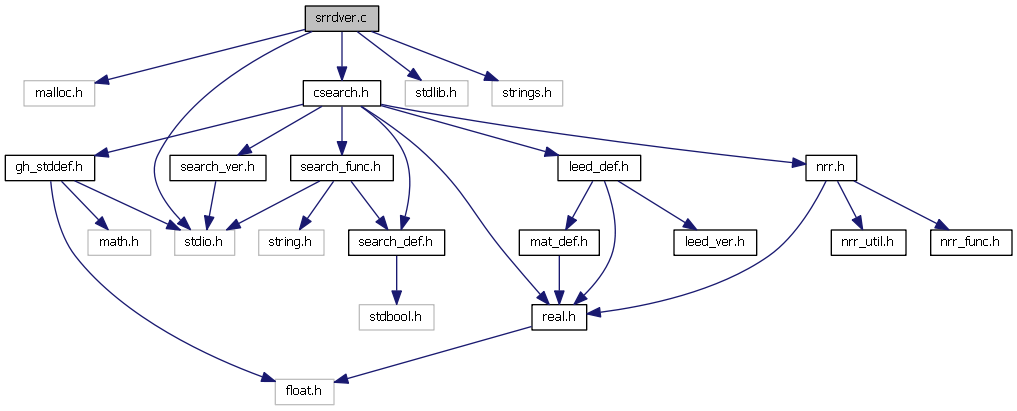 srrdver.c
malloc.h
csearch.h
stdlib.h
strings.h
gh_stddef.h
search_ver.h
search_func.h
leed_def.h
nrr.h
math.h
stdio.h
string.h
search_def.h
mat_def.h
leed_ver.h
nrr_util.h
nrr_func.h
stdbool.h
real.h
float.h